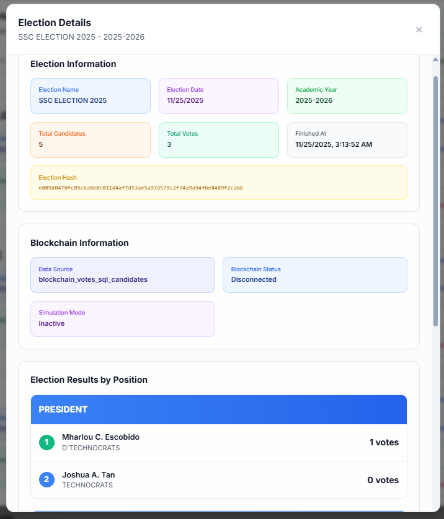 Election Details
SSC ELECTION 2025 - 2025-2026
×
Election Information
Election Name
SSC ELECTION 2025
Election Date
11/25/2025
Academic Year
2025-2026
Total Candidates
5
Total Votes
3
Finished At
11/25/2025, 3:13:52 AM
Election Hash
Blockchain Information
Data Source
blockchain_votes_sql_candidates
Blockchain Status
Disconnected
Simulation Mode
Inactive
Election Results by Position
PRESIDENT
1
Mharlou C. Escobido
D'TECHNOCRATS
1 votes
2
Joshua A. Tan
TECHNOCRATS
0 votes